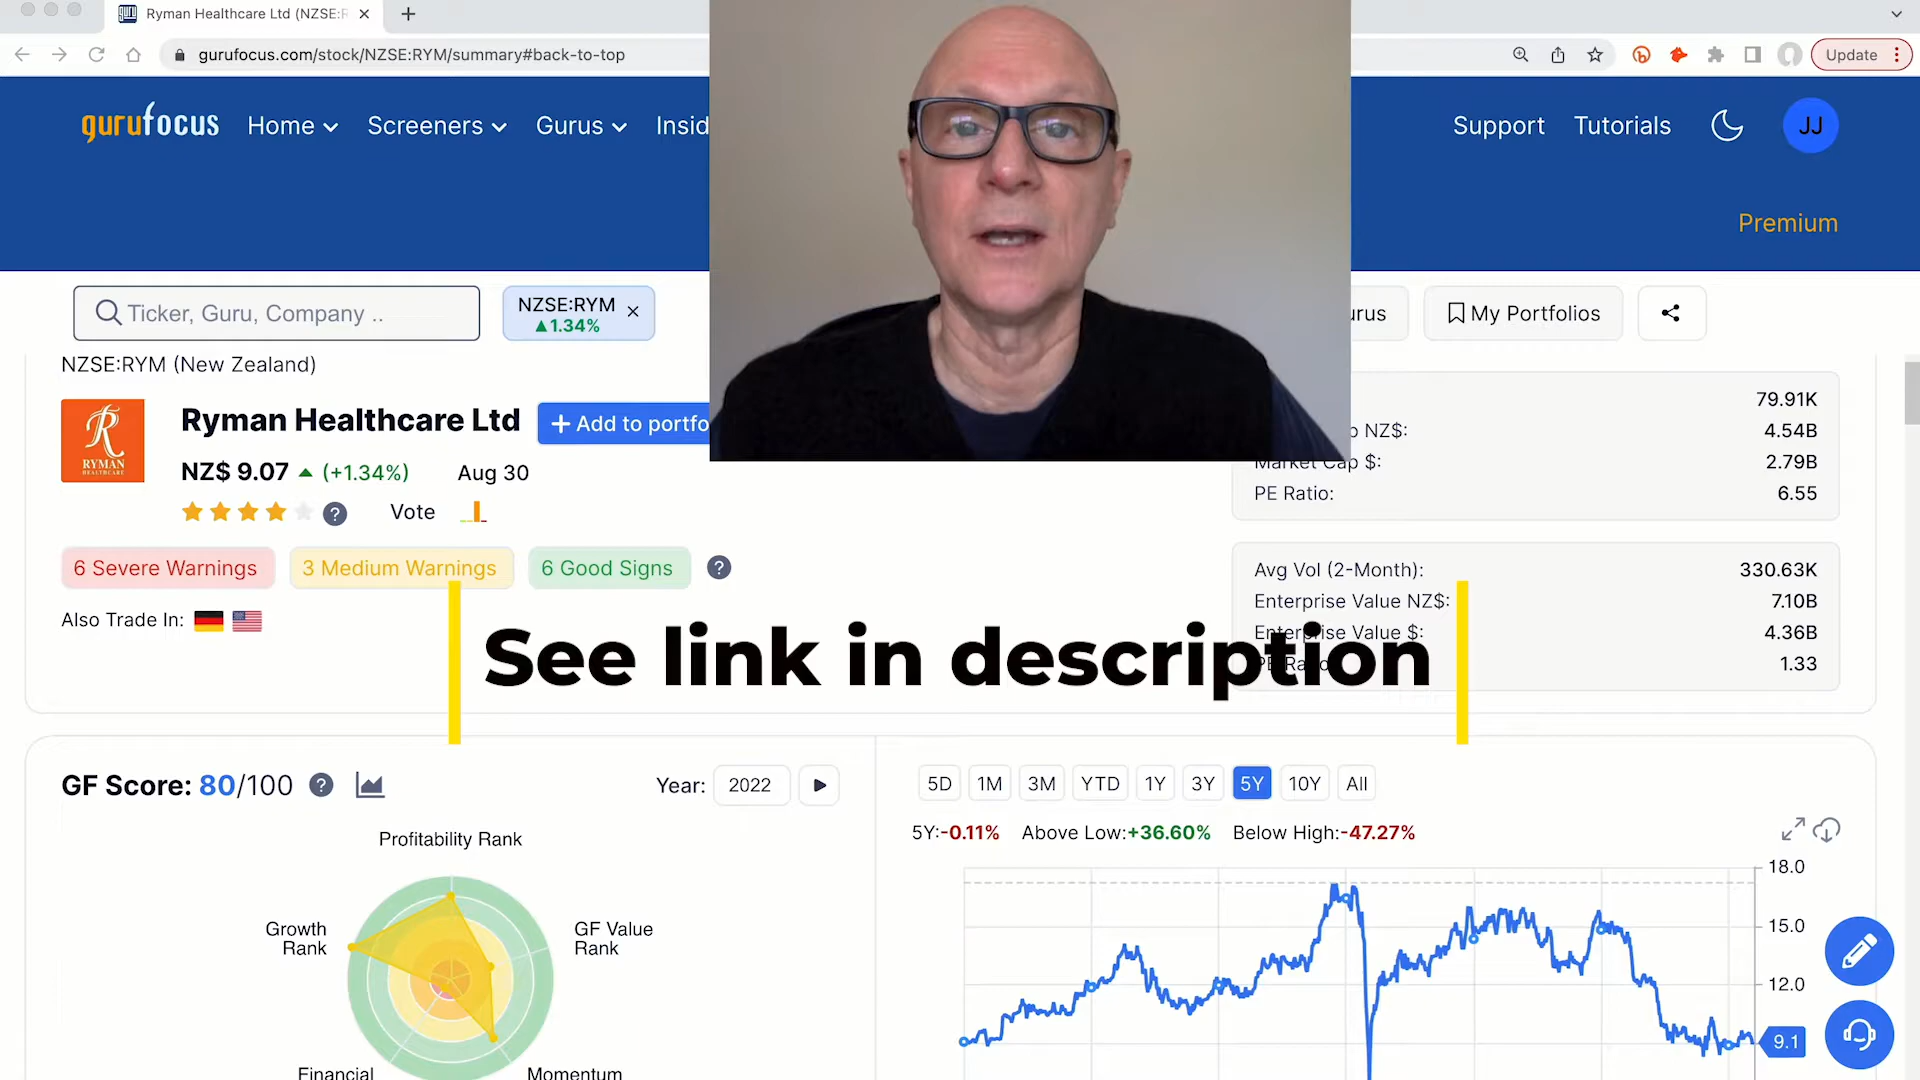 Ryman Healthcare Ltd (NZSE:R
gurufocus.com/stock/NZSE:RYM/summary#back-to-top
Update
gurufocus
Home
Screeners
Gurus
Insid
Support
Tutorials
JJ
Premium
Ticker, Guru, Company ..
NZSE:RYM
1.34%
urus
My Portfolios
NZSE:RYM (New Zealand)
RYMAN
HEALTHCARE
Ryman Healthcare Ltd
+ Add to portfo
NZ$ 9.07 (+1.34%) Aug 30
Vote
79.91K
p NZ$: 4.54B
Market Cap $: 2.79B
PE Ratio: 6.55
6 Severe Warnings
3 Medium Warnings
6 Good Signs
?
Also Trade In:
Avg Vol (2-Month): 330.63K
Enterprise Value NZ$: 7.10B
Enterprise Value $: 4.36B
1.33
See link in description
GF Score: 80/100
Year: 2022
Profitability Rank
Growth
Rank
GF Value
Rank
Financial
Momentum
5D 1M 3M YTD 1Y 3Y 5Y 10Y All
5Y:-0.11% Above Low:+36.60% Below High:-47.27%
18.0
15.0
12.0
9.1